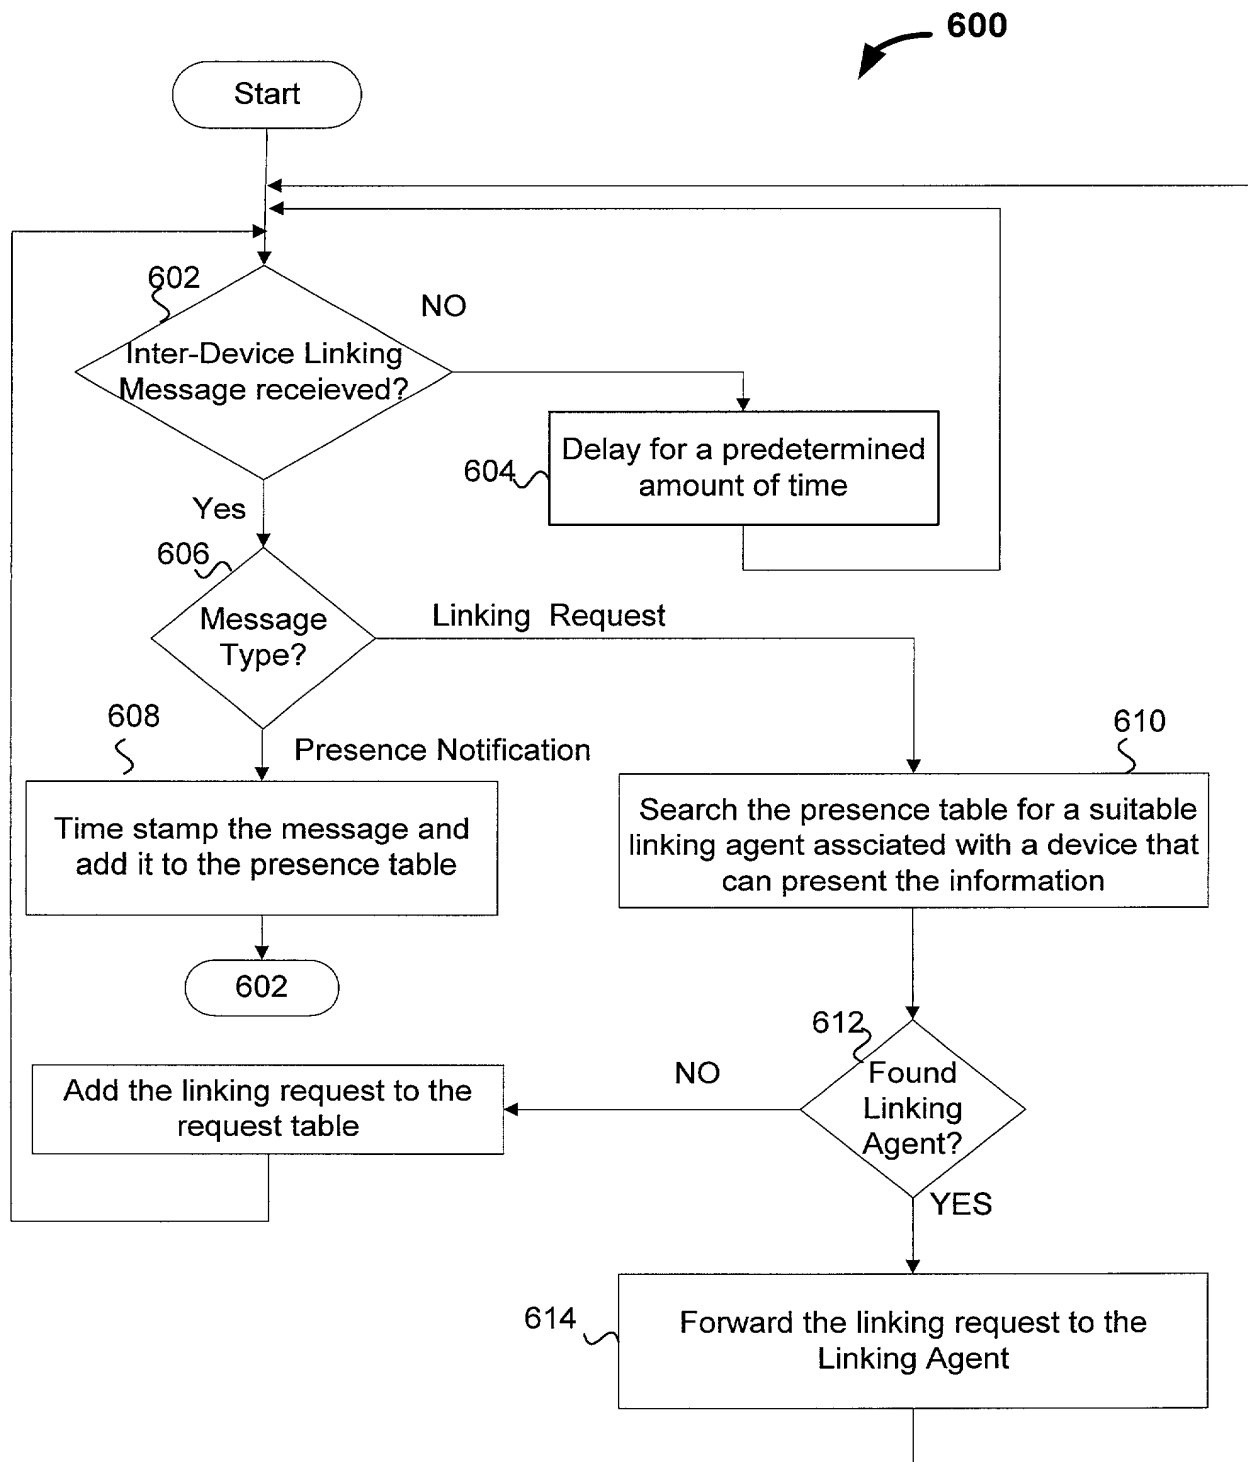 600
Start
602
NO
Inter-Device Linking
Message receieved?
604
Delay for a predetermined
amount of time
Yes
606
Message
Type?
Linking Request
608
Presence Notification
610
Time stamp the message and
add it to the presence table
Search the presence table for a suitable
linking agent assciated with a device that
can present the information
602
612
Found
Linking
Agent?
NO
Add the linking request to the
request table
YES
614
Forward the linking request to the
Linking Agent